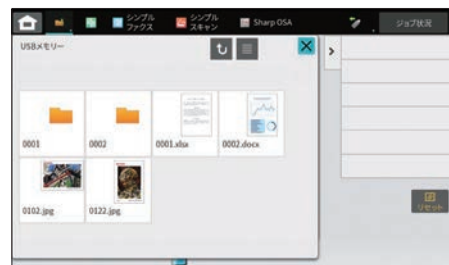 シンプル
ファクス
シンプル
スキャン
Sharp OSA
ジョブ状況
USBメモリー
0001
0002
0001.xlsx
0002.docx
0102.jpg
0122.jpg
リセット